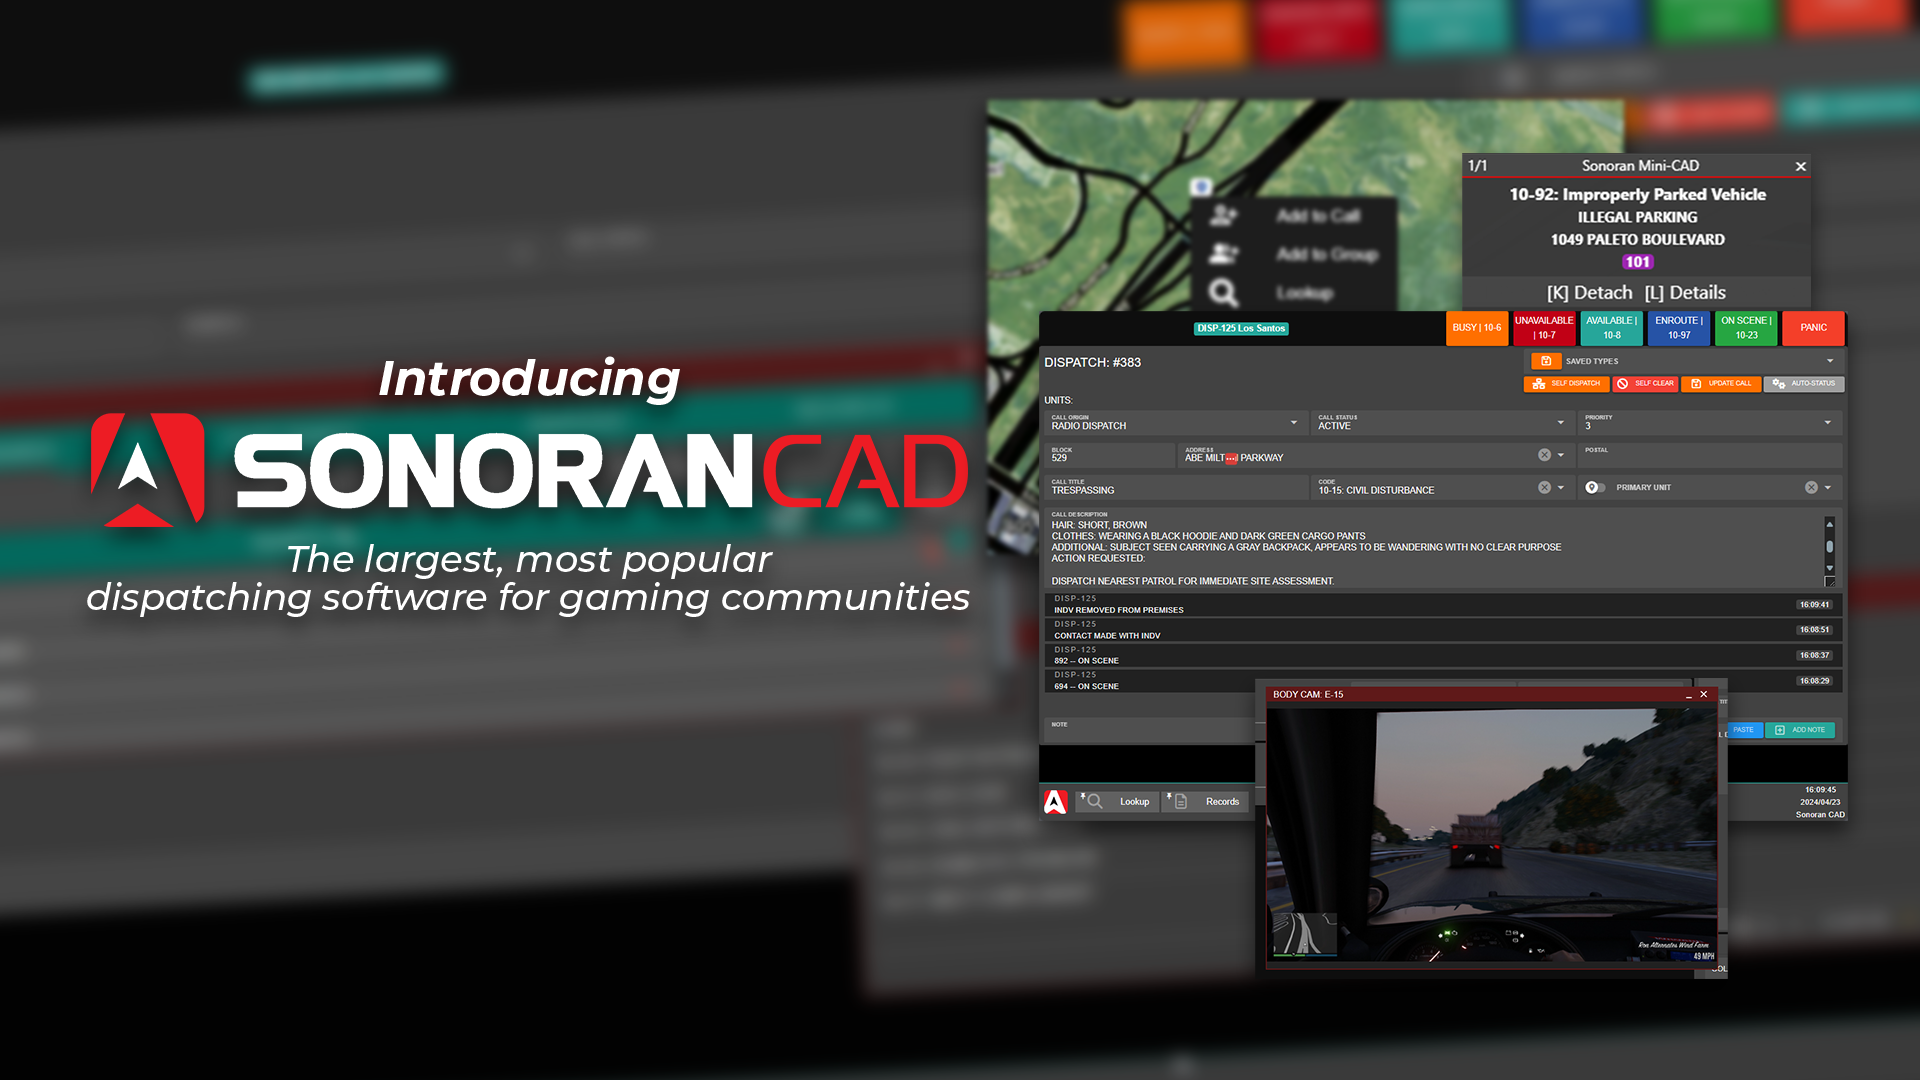 Introducing
SONORANCAD
The largest, most popular
dispatching software for gaming communities
Add to Call
Add to Group
Lookup
1/1 Sonoran Mini-CAD
10-92: Improperly Parked Vehicle
ILLEGAL PARKING
1049 PALETO BOULEVARD
101
[K] Detach [L] Details
DISP-125 Los Santos
BUSY | 10-6
UNAVAILABLE
| 10-7
AVAILABLE |
10-8
ENROUTE |
10-97
ON SCENE |
10-23
PANIC
DISPATCH: #383
SAVED TYPES
SELF DISPATCH
SELF CLEAR
UPDATE CALL
AUTO-STATUS
UNITS:
CALL ORIGIN
RADIO DISPATCH
CALL STATUS
ACTIVE
PRIORITY
3
BLOCK
529
ADDRESS
ABE MILT PARKWAY
POSTAL
CALL TITLE
TRESPASSING
CODE
10-15: CIVIL DISTURBANCE
PRIMARY UNIT
CALL DESCRIPTION
HAIR: SHORT, BROWN
CLOTHES: WEARING A BLACK HOODIE AND DARK GREEN CARGO PANTS
ADDITIONAL: SUBJECT SEEN CARRYING A GRAY BACKPACK, APPEARS TO BE WANDERING WITH NO CLEAR PURPOSE
ACTION REQUESTED:
DISPATCH NEAREST PATROL FOR IMMEDIATE SITE ASSESSMENT.
DISP-125
INDV REMOVED FROM PREMISES
16:09:41
DISP-125
CONTACT MADE WITH INDV
16:08:51
DISP-125
892 -- ON SCENE
16:08:37
DISP-125
694 -- ON SCENE
16:08:29
NOTE
PASTE
ADD NOTE
BODY CAM: E-15
Ron Alternates Wind Farm
49 MPH
Lookup
Records
16:09:45
2024/04/23
Sonoran CAD